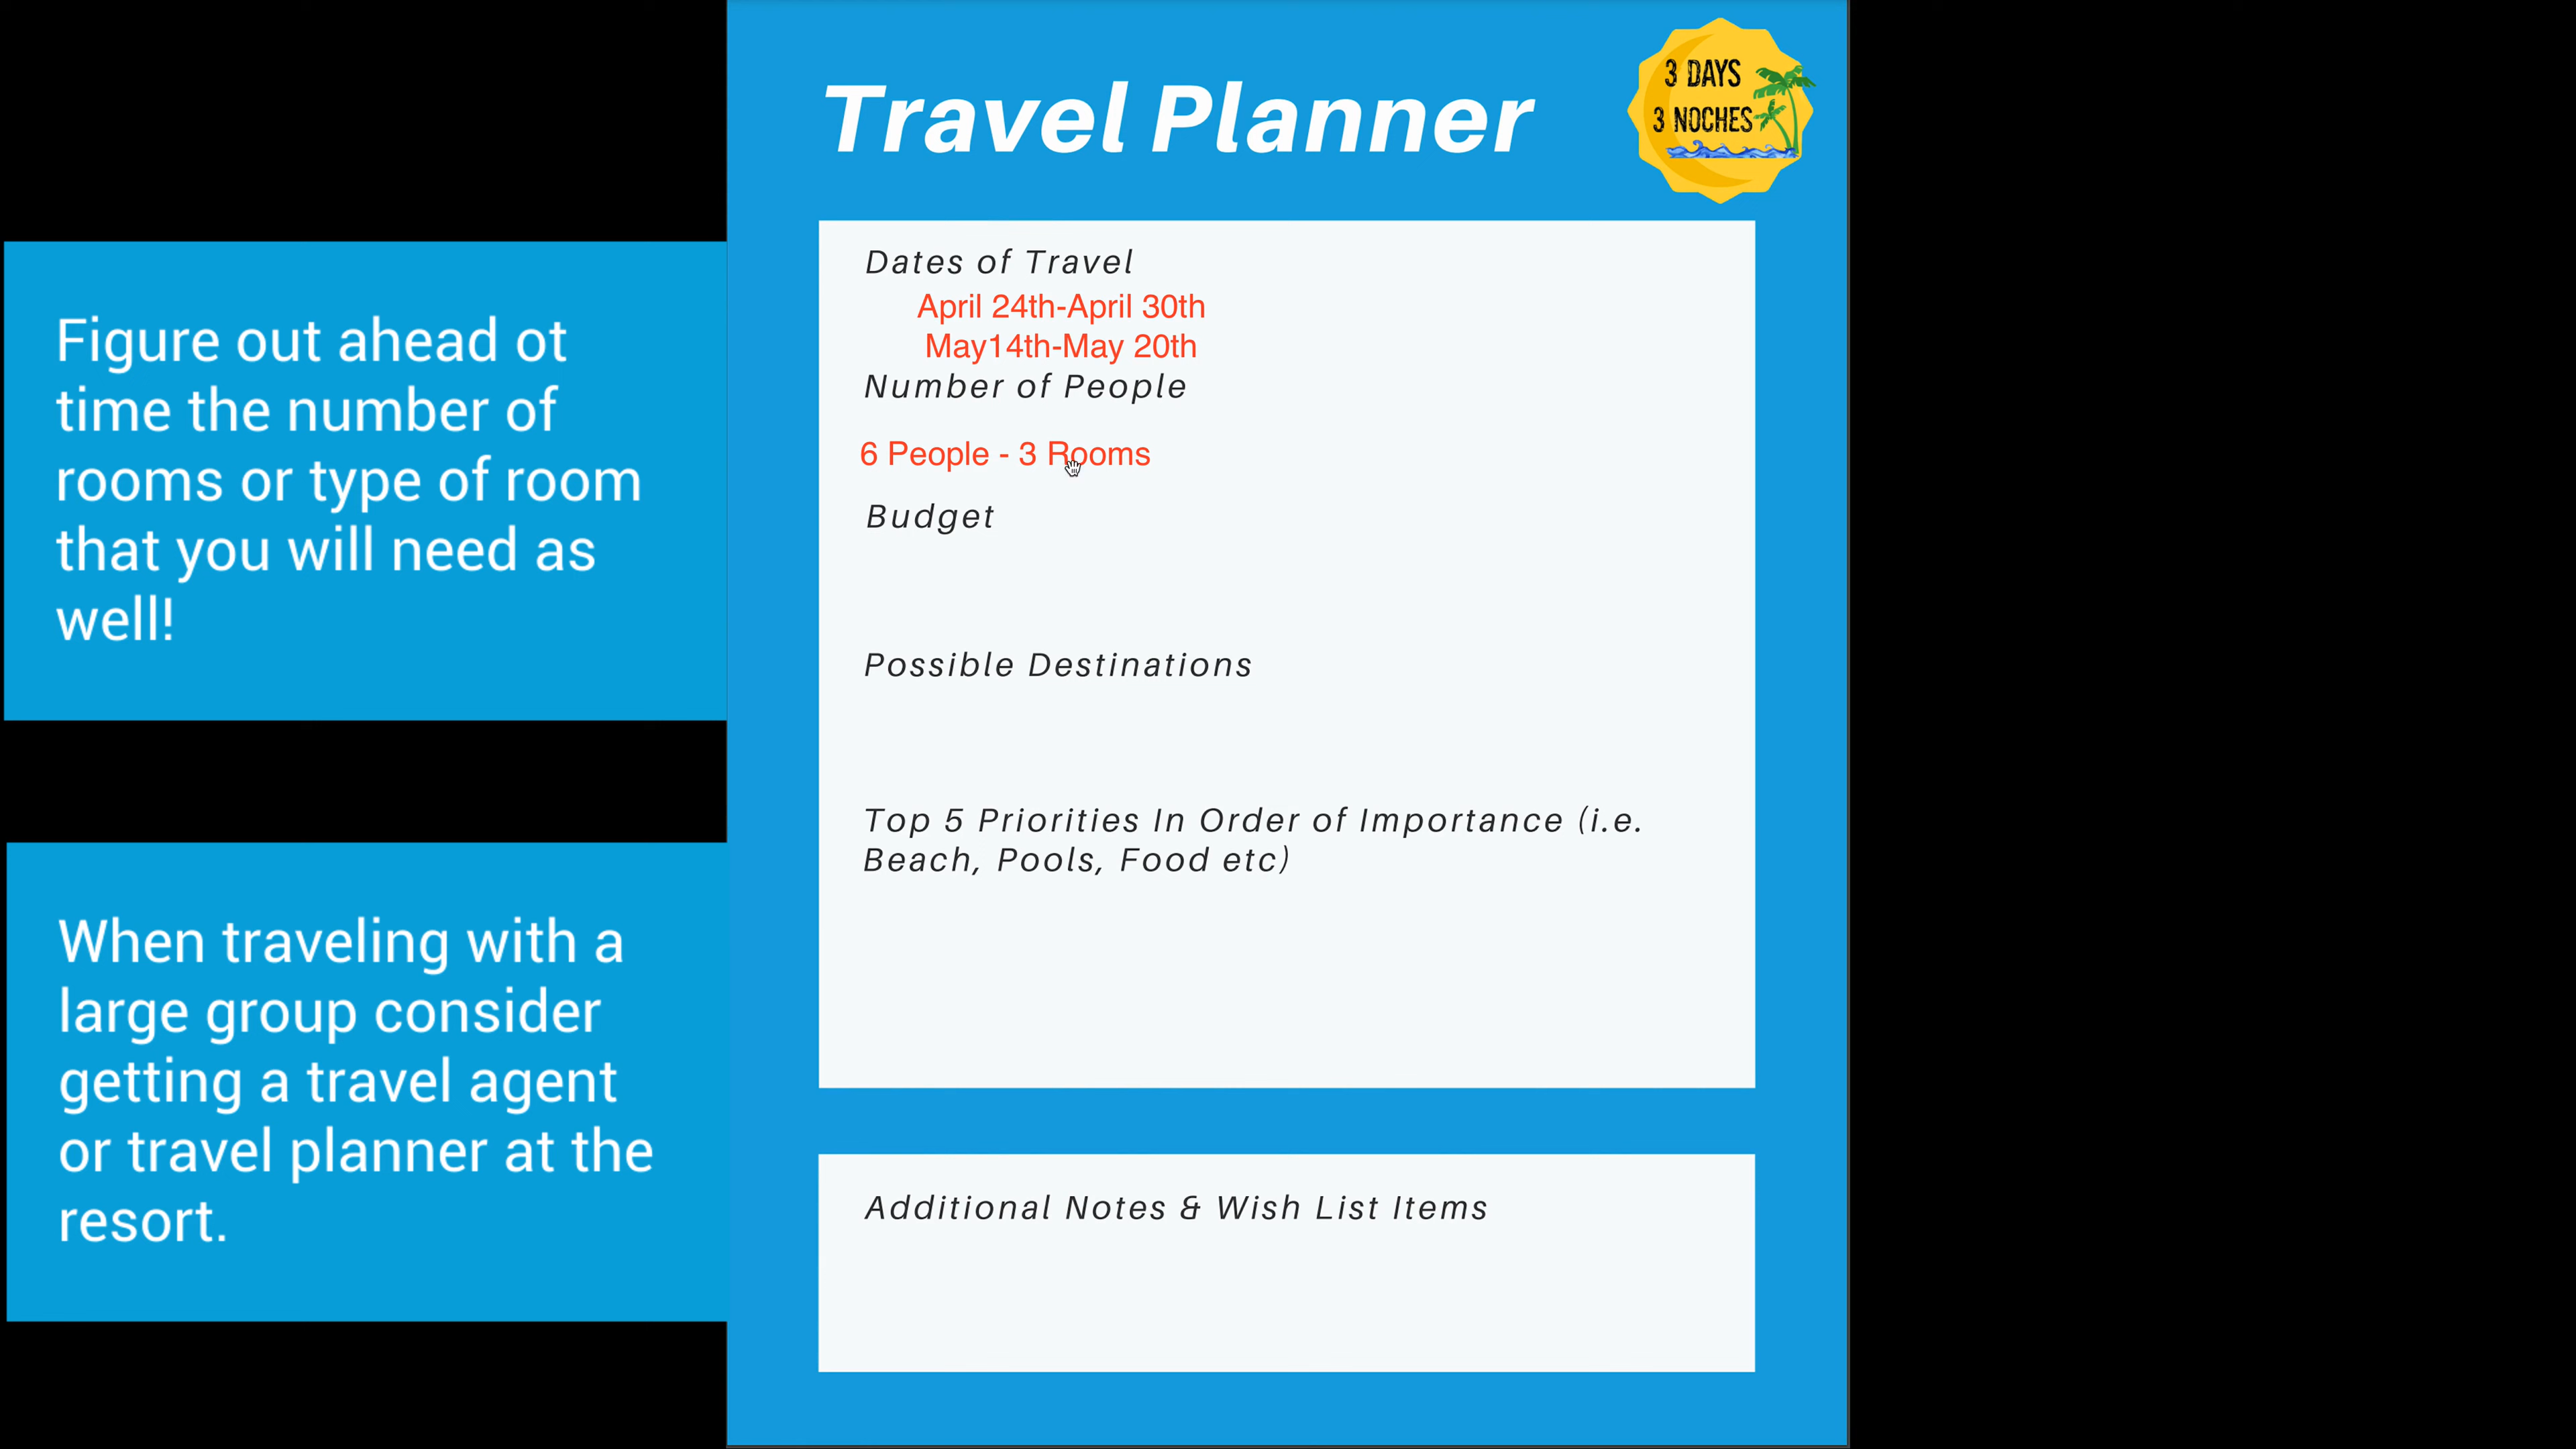 Figure out ahead ot
time the number of
rooms or type of room
that you will need as
well!
When traveling with a
large group consider
getting a travel agent
or travel planner at the
resort.
Travel Planner
3 DAYS
3 NOCHES
Dates of Travel
April 24th-April 30th
May14th-May 20th
Number of People
6 People - 3 Rooms
Budget
Possible Destinations
Top 5 Priorities In Order of Importance (i.e.
Beach, Pools, Food etc)
Additional Notes & Wish List Items